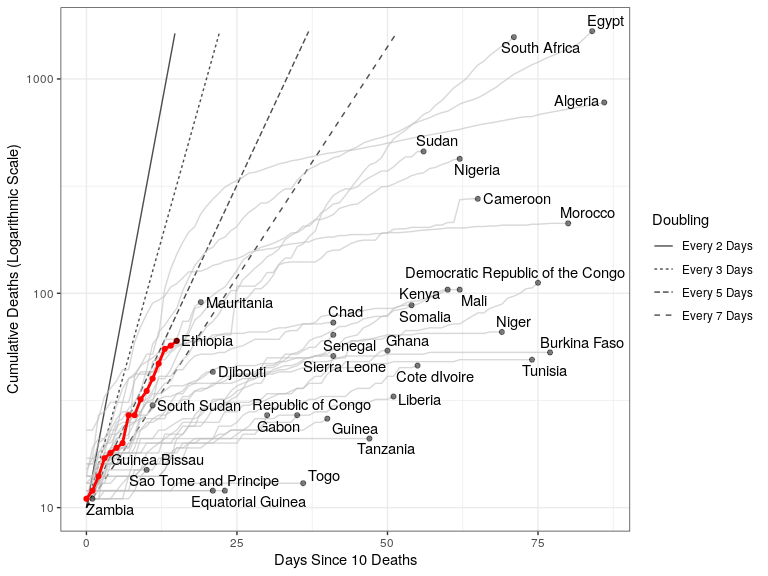 Egypt
South Africa
Algeria
Sudan
Nigeria
Cameroon
Morocco
Democratic Republic of the Congo
Kenya
Mali
Mauritania
Somalia
Chad
Niger
Ethiopia
Senegal
Ghana
Burkina Faso
Sierra Leone
Tunisia
Djibouti
Cote dIvoire
South Sudan
Republic of Congo
Liberia
Gabon
Guinea
Tanzania
Guinea Bissau
Sao Tome and Principe
Togo
Equatorial Guinea
Zambia
1000
100
10
0
25
50
75
Days Since 10 Deaths
Cumulative Deaths (Logarithmic Scale)
Doubling
Every 2 Days
Every 3 Days
Every 5 Days
Every 7 Days